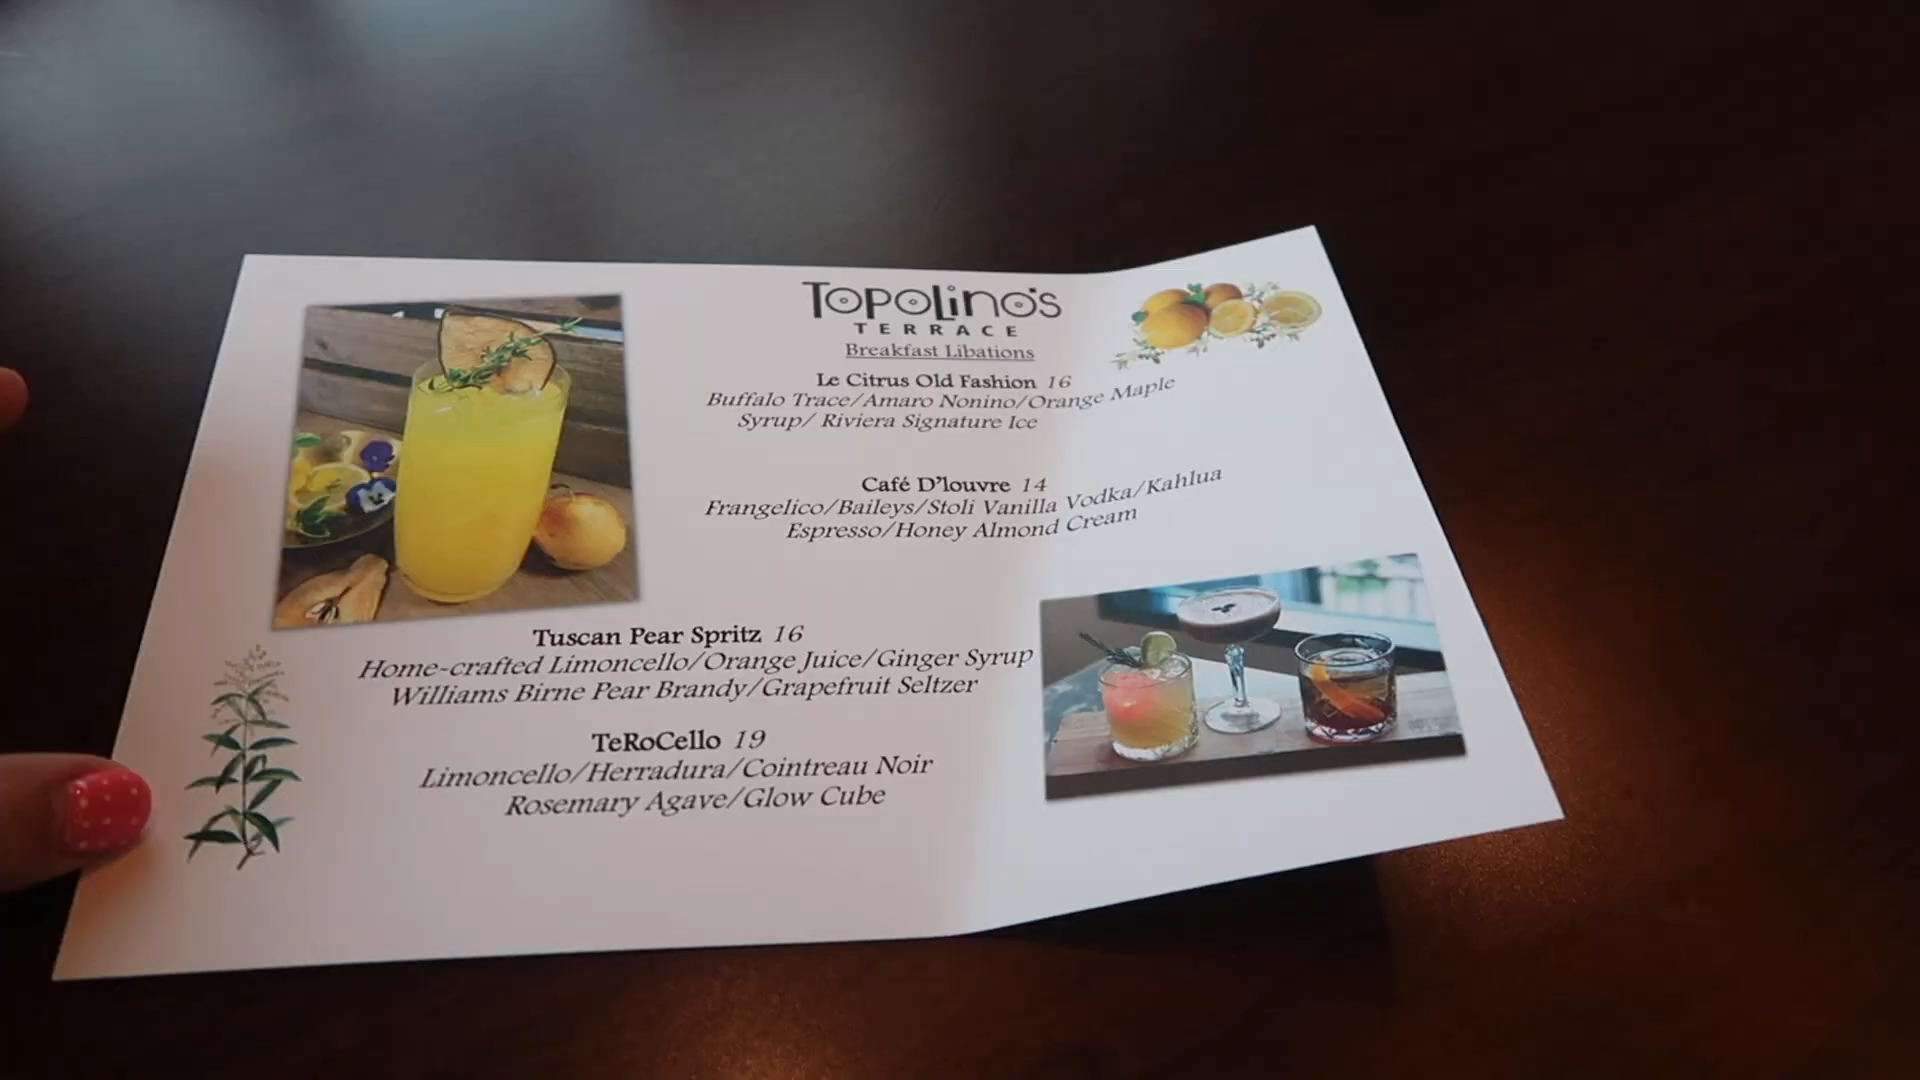 TOPOLINO'S
TERRACE
Breakfast Libations
Le Citrus Old Fashion 16
Buffalo Trace/Amaro Nonino/Orange Maple
Syrup/ Riviera Signature Ice
Café D'louvre 14
Frangelico/Baileys/Stoli Vanilla Vodka/Kahlua
Espresso/Honey Almond Cream
Tuscan Pear Spritz 16
Home-crafted Limoncello/Orange Juice/Ginger Syrup
Williams Birne Pear Brandy/Grapefruit Seltzer
TeRoCello 19
Limoncello/Herradura/Cointreau Noir
Rosemary Agave/Glow Cube